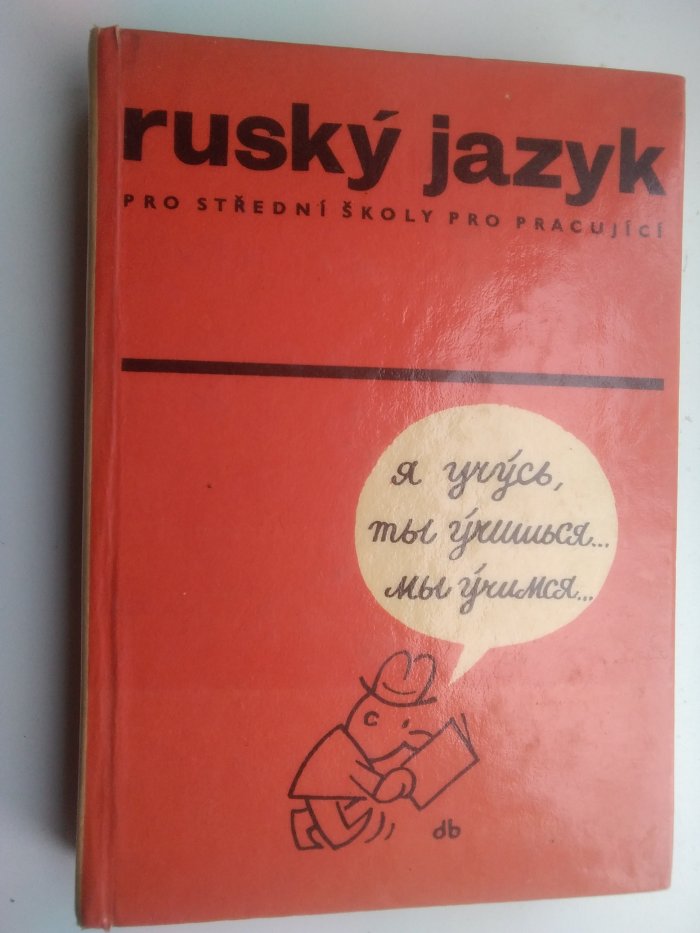 ruský jazyk
PRO STŘEDNÍ ŠKOLY PRO PRACUJÍCÍ
я учу́сь,
ты у́чишься...
мы у́чимся...
db